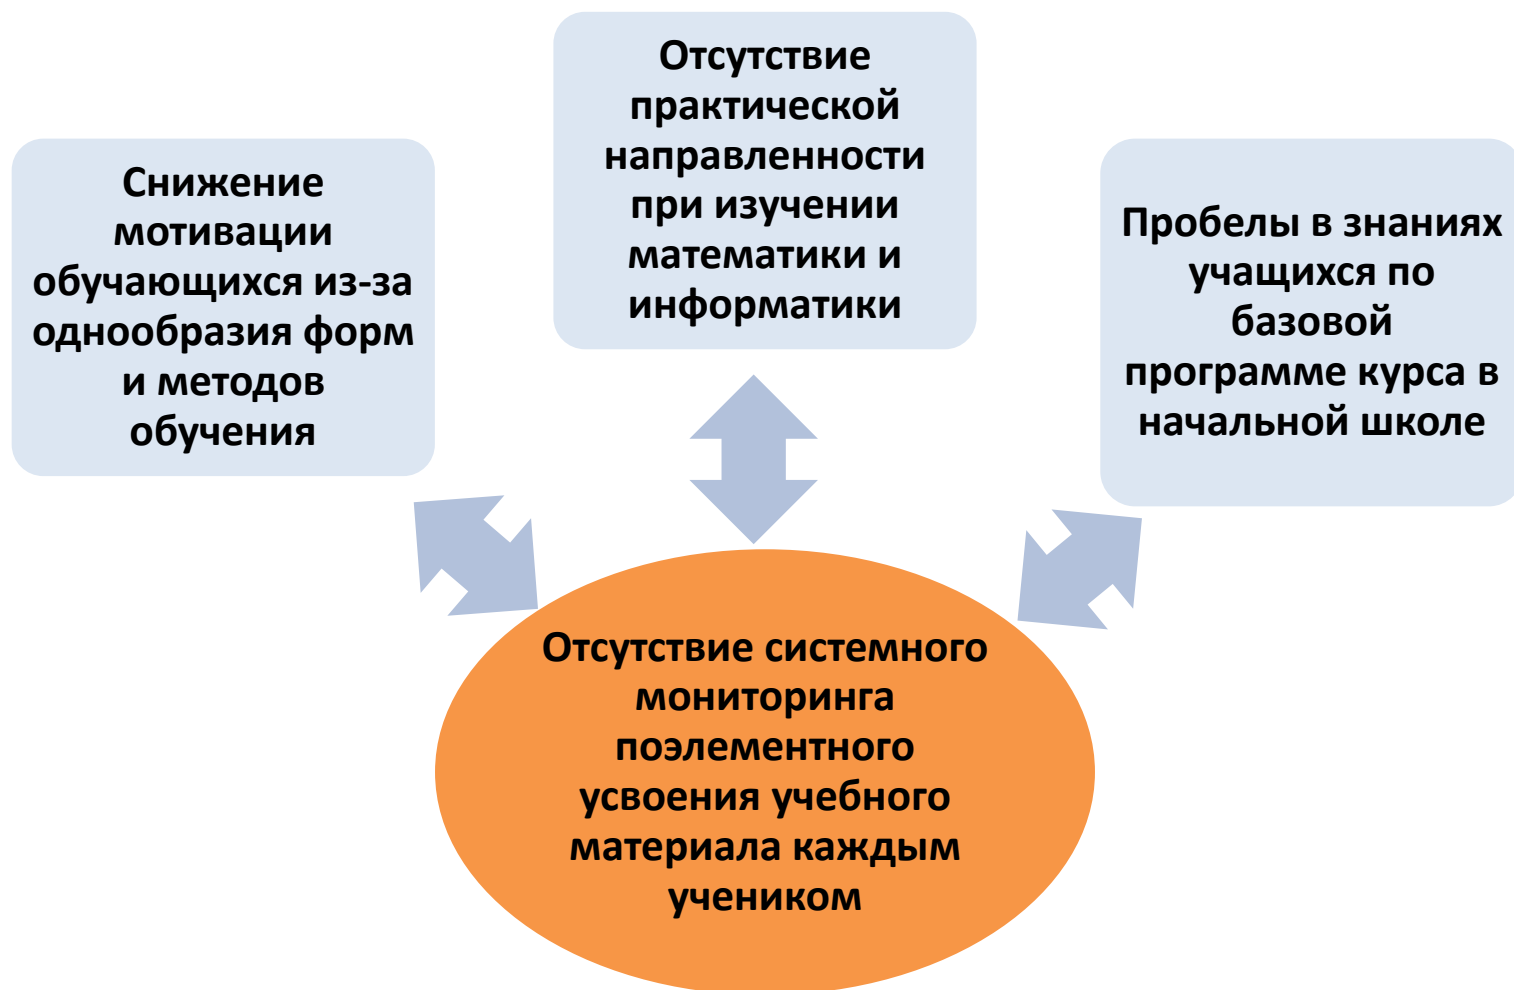 Снижение
мотивации
обучающихся из-за
однообразия форм
и методов
обучения
Отсутствие
практической
направленности
при изучении
математики и
информатики
Пробелы в знаниях
учащихся по
базовой
программе курса в
начальной школе
Отсутствие системного
мониторинга
поэлементного
усвоения учебного
материала каждым
учеником